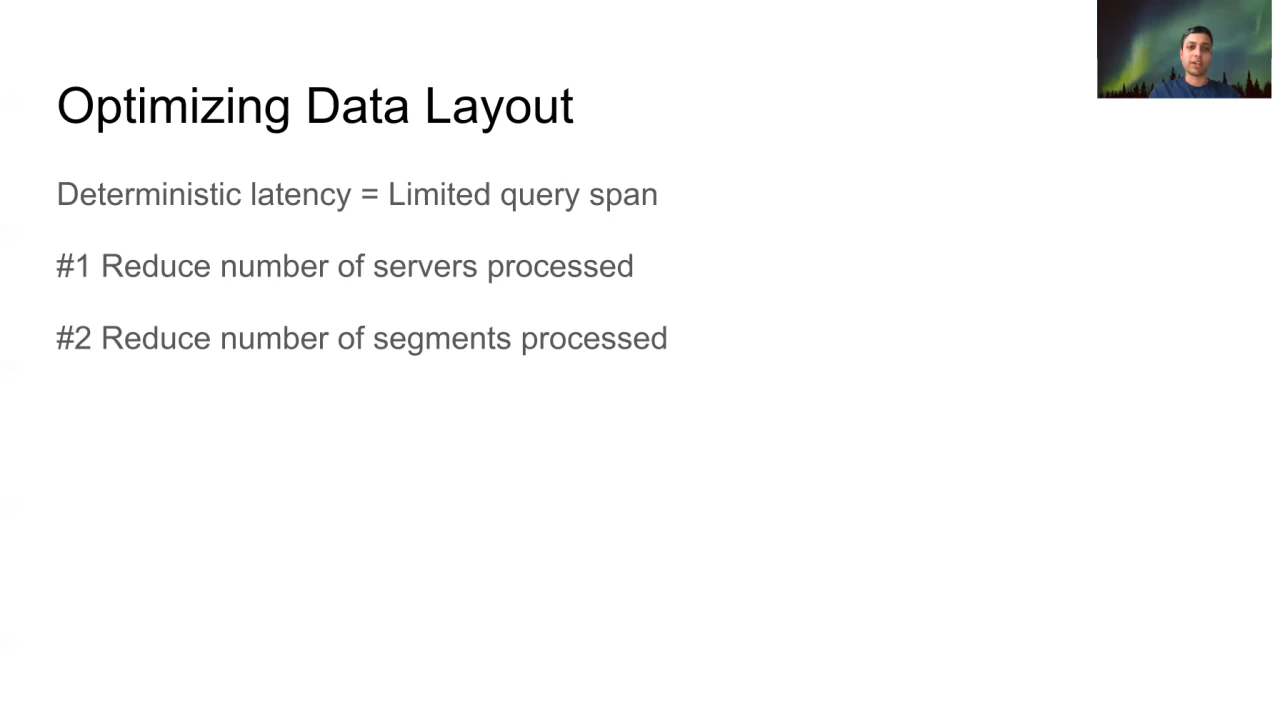 Optimizing Data Layout
Deterministic latency = Limited query span
#1 Reduce number of servers processed
#2 Reduce number of segments processed